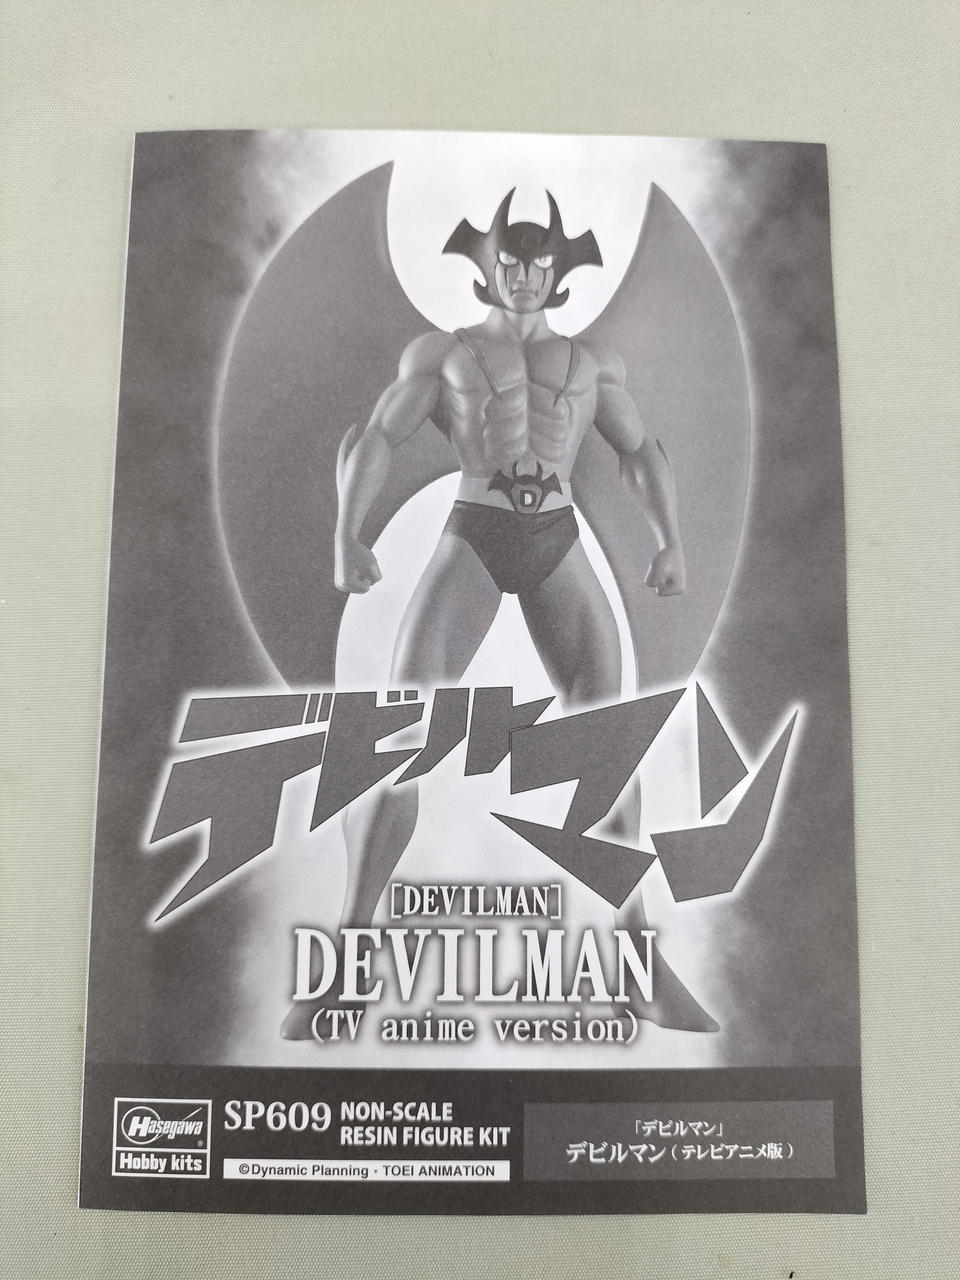 デビルマン
[DEVILMAN]
DEVILMAN
(TV anime version)
D
Hasegawa
Hobby kits
SP609
NON-SCALE
RESIN FIGURE KIT
©Dynamic Planning・TOEI ANIMATION
「デビルマン」
デビルマン(テレビアニメ版)